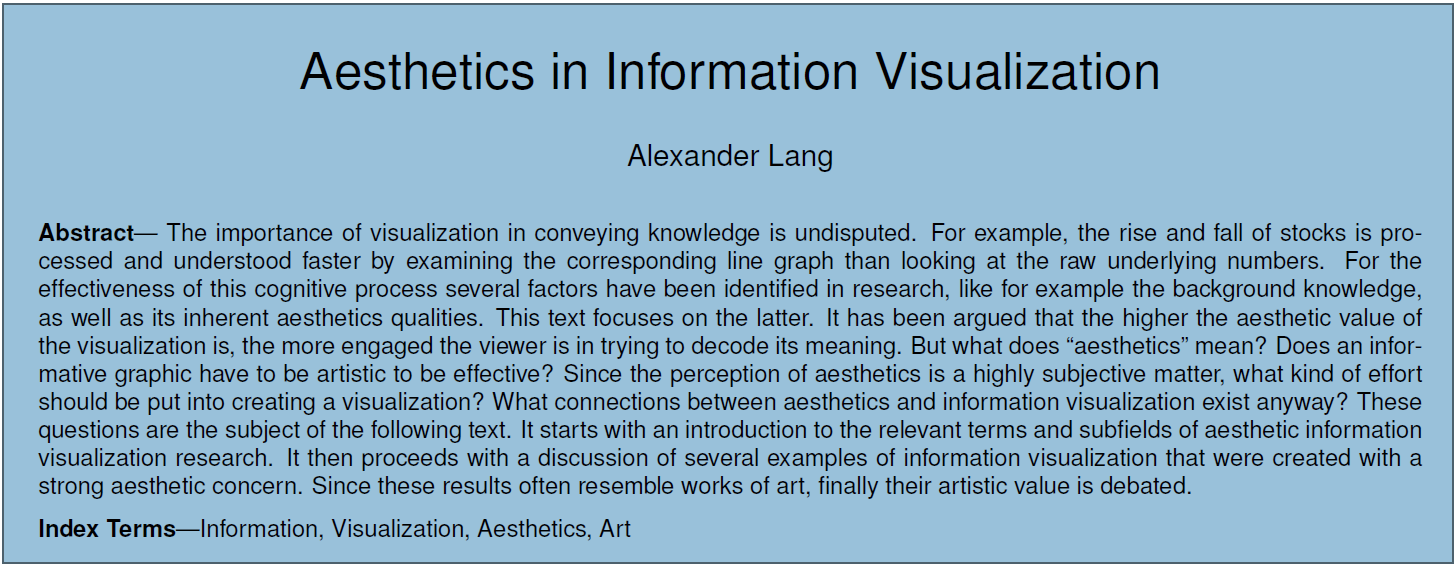 Aesthetics in Information Visualization
Alexander Lang
Abstract— The importance of visualization in conveying knowledge is undisputed. For example, the rise and fall of stocks is pro-
cessed and understood faster by examining the corresponding line graph than looking at the raw underlying numbers. For the
effectiveness of this cognitive process several factors have been identified in research, like for example the background knowledge,
as well as its inherent aesthetics qualities. This text focuses on the latter. It has been argued that the higher the aesthetic value of
the visualization is, the more engaged the viewer is in trying to decode its meaning. But what does “aesthetics” mean? Does an infor-
mative graphic have to be artistic to be effective? Since the perception of aesthetics is a highly subjective matter, what kind of effort
should be put into creating a visualization? What connections between aesthetics and information visualization exist anyway? These
questions are the subject of the following text. It starts with an introduction to the relevant terms and subfields of aesthetic information
visualization research. It then proceeds with a discussion of several examples of information visualization that were created with a
strong aesthetic concern. Since these results often resemble works of art, finally their artistic value is debated.
Index Terms—Information, Visualization, Aesthetics, Art